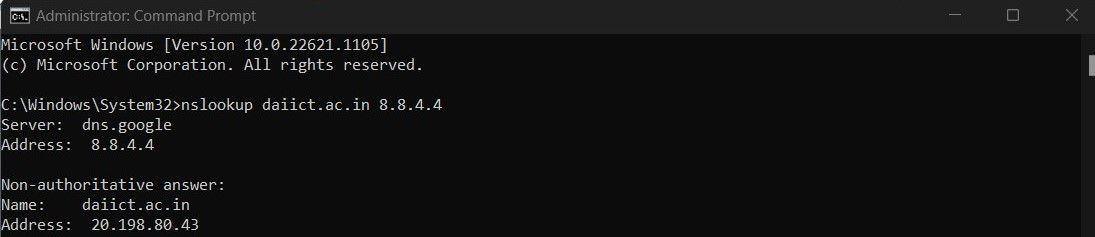 Administrator: Command Prompt
Microsoft Windows [Version 10.0.22621.1105]
(c) Microsoft Corporation. All rights reserved.
C:\Windows\System32>nslookup daiict.ac.in 8.8.4.4
Server:  dns.google
Address:  8.8.4.4
Non-authoritative answer:
Name:    daiict.ac.in
Address:  20.198.80.43